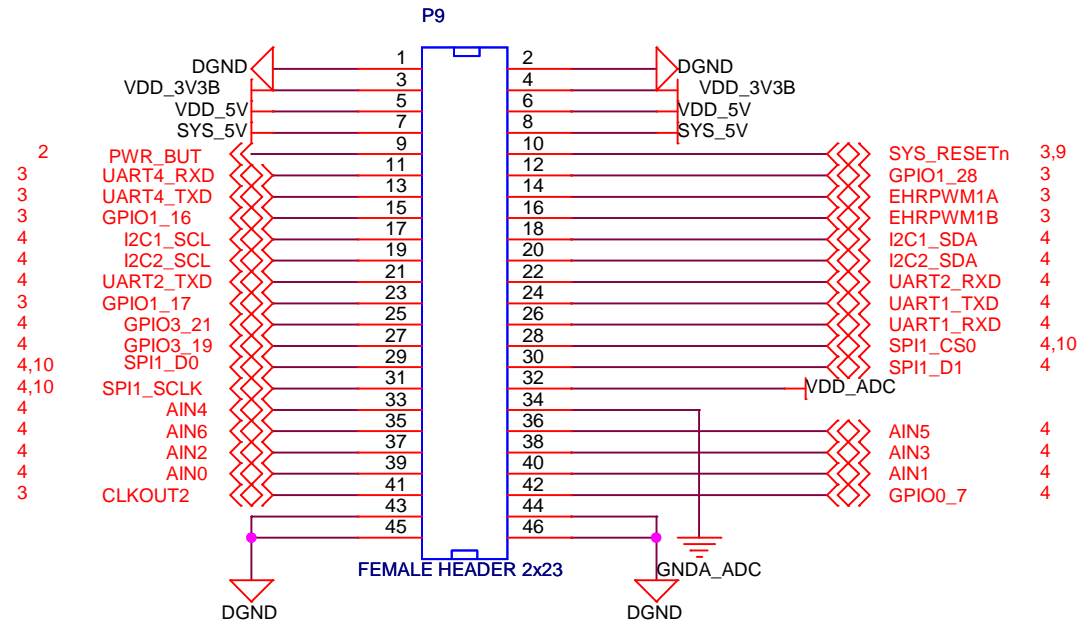 P9
DGND 1 2 DGND
VDD_3V3B 3 4 VDD_3V3B
VDD_5V 5 6 VDD_5V
SYS_5V 7 8 SYS_5V
2 PWR_BUT 9 10 SYS_RESETn 3,9
3 UART4_RXD 11 12 GPIO1_28 3
3 UART4_TXD 13 14 EHRPWM1A 3
3 GPIO1_16 15 16 EHRPWM1B 3
4 I2C1_SCL 17 18 I2C1_SDA 4
4 I2C2_SCL 19 20 I2C2_SDA 4
4 UART2_TXD 21 22 UART2_RXD 4
3 GPIO1_17 23 24 UART1_TXD 4
4 GPIO3_21 25 26 UART1_RXD 4
4 GPIO3_19 27 28 SPI1_CS0 4,10
4,10 SPI1_D0 29 30 SPI1_D1 4
4,10 SPI1_SCLK 31 32 VDD_ADC
4 AIN4 33 34
4 AIN6 35 36 AIN5 4
4 AIN2 37 38 AIN3 4
4 AIN0 39 40 AIN1 4
3 CLKOUT2 41 42 GPIO0_7 4
43 44
45 46
FEMALE HEADER 2x23 GNDA_ADC
DGND DGND